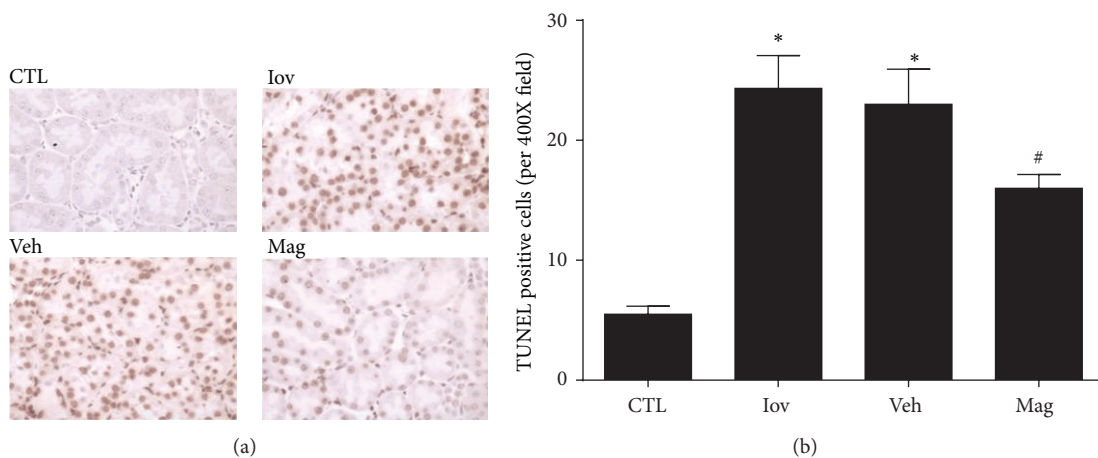 CTL
Iov
Veh
Mag
(a)
TUNEL positive cells (per 400X field)
30
20
10
0
*
*
#
CTL
Iov
Veh
Mag
(b)